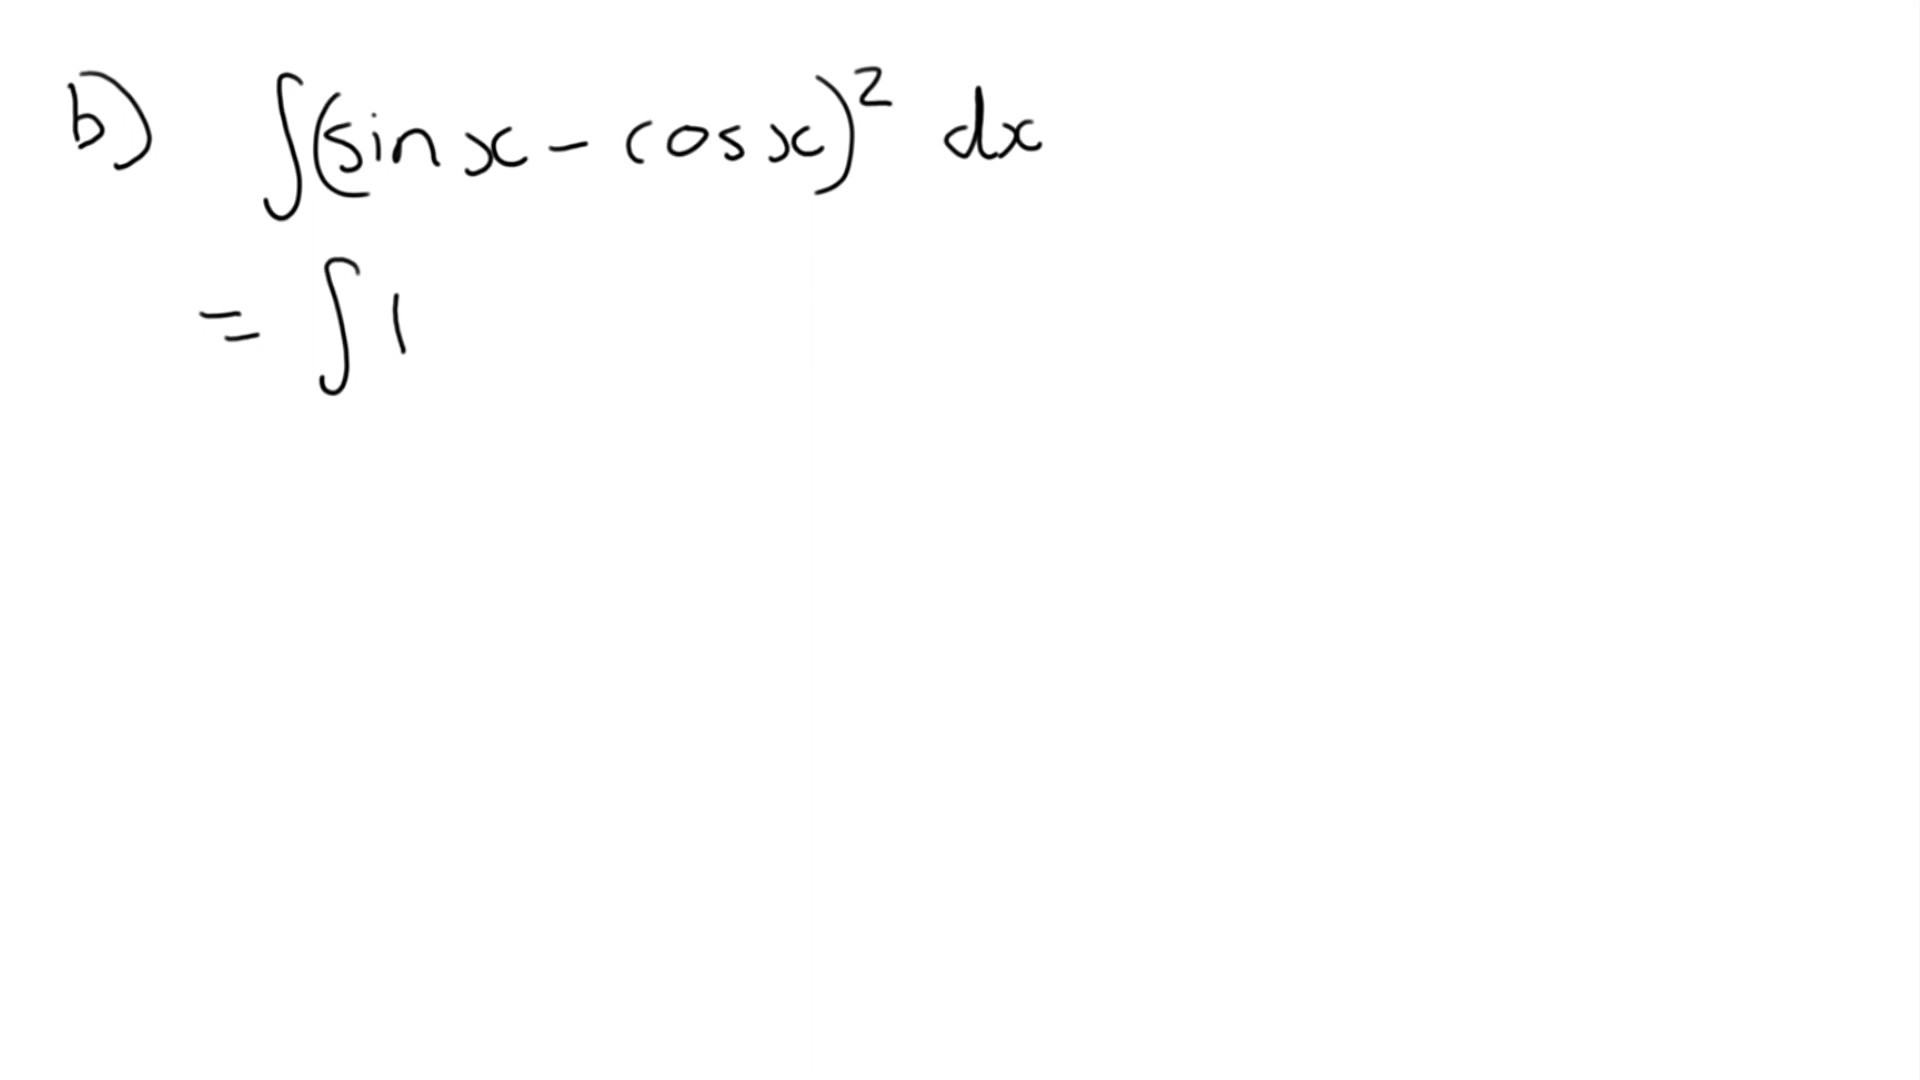 b) ∫(sin x - cos x)² dx
= ∫ 1